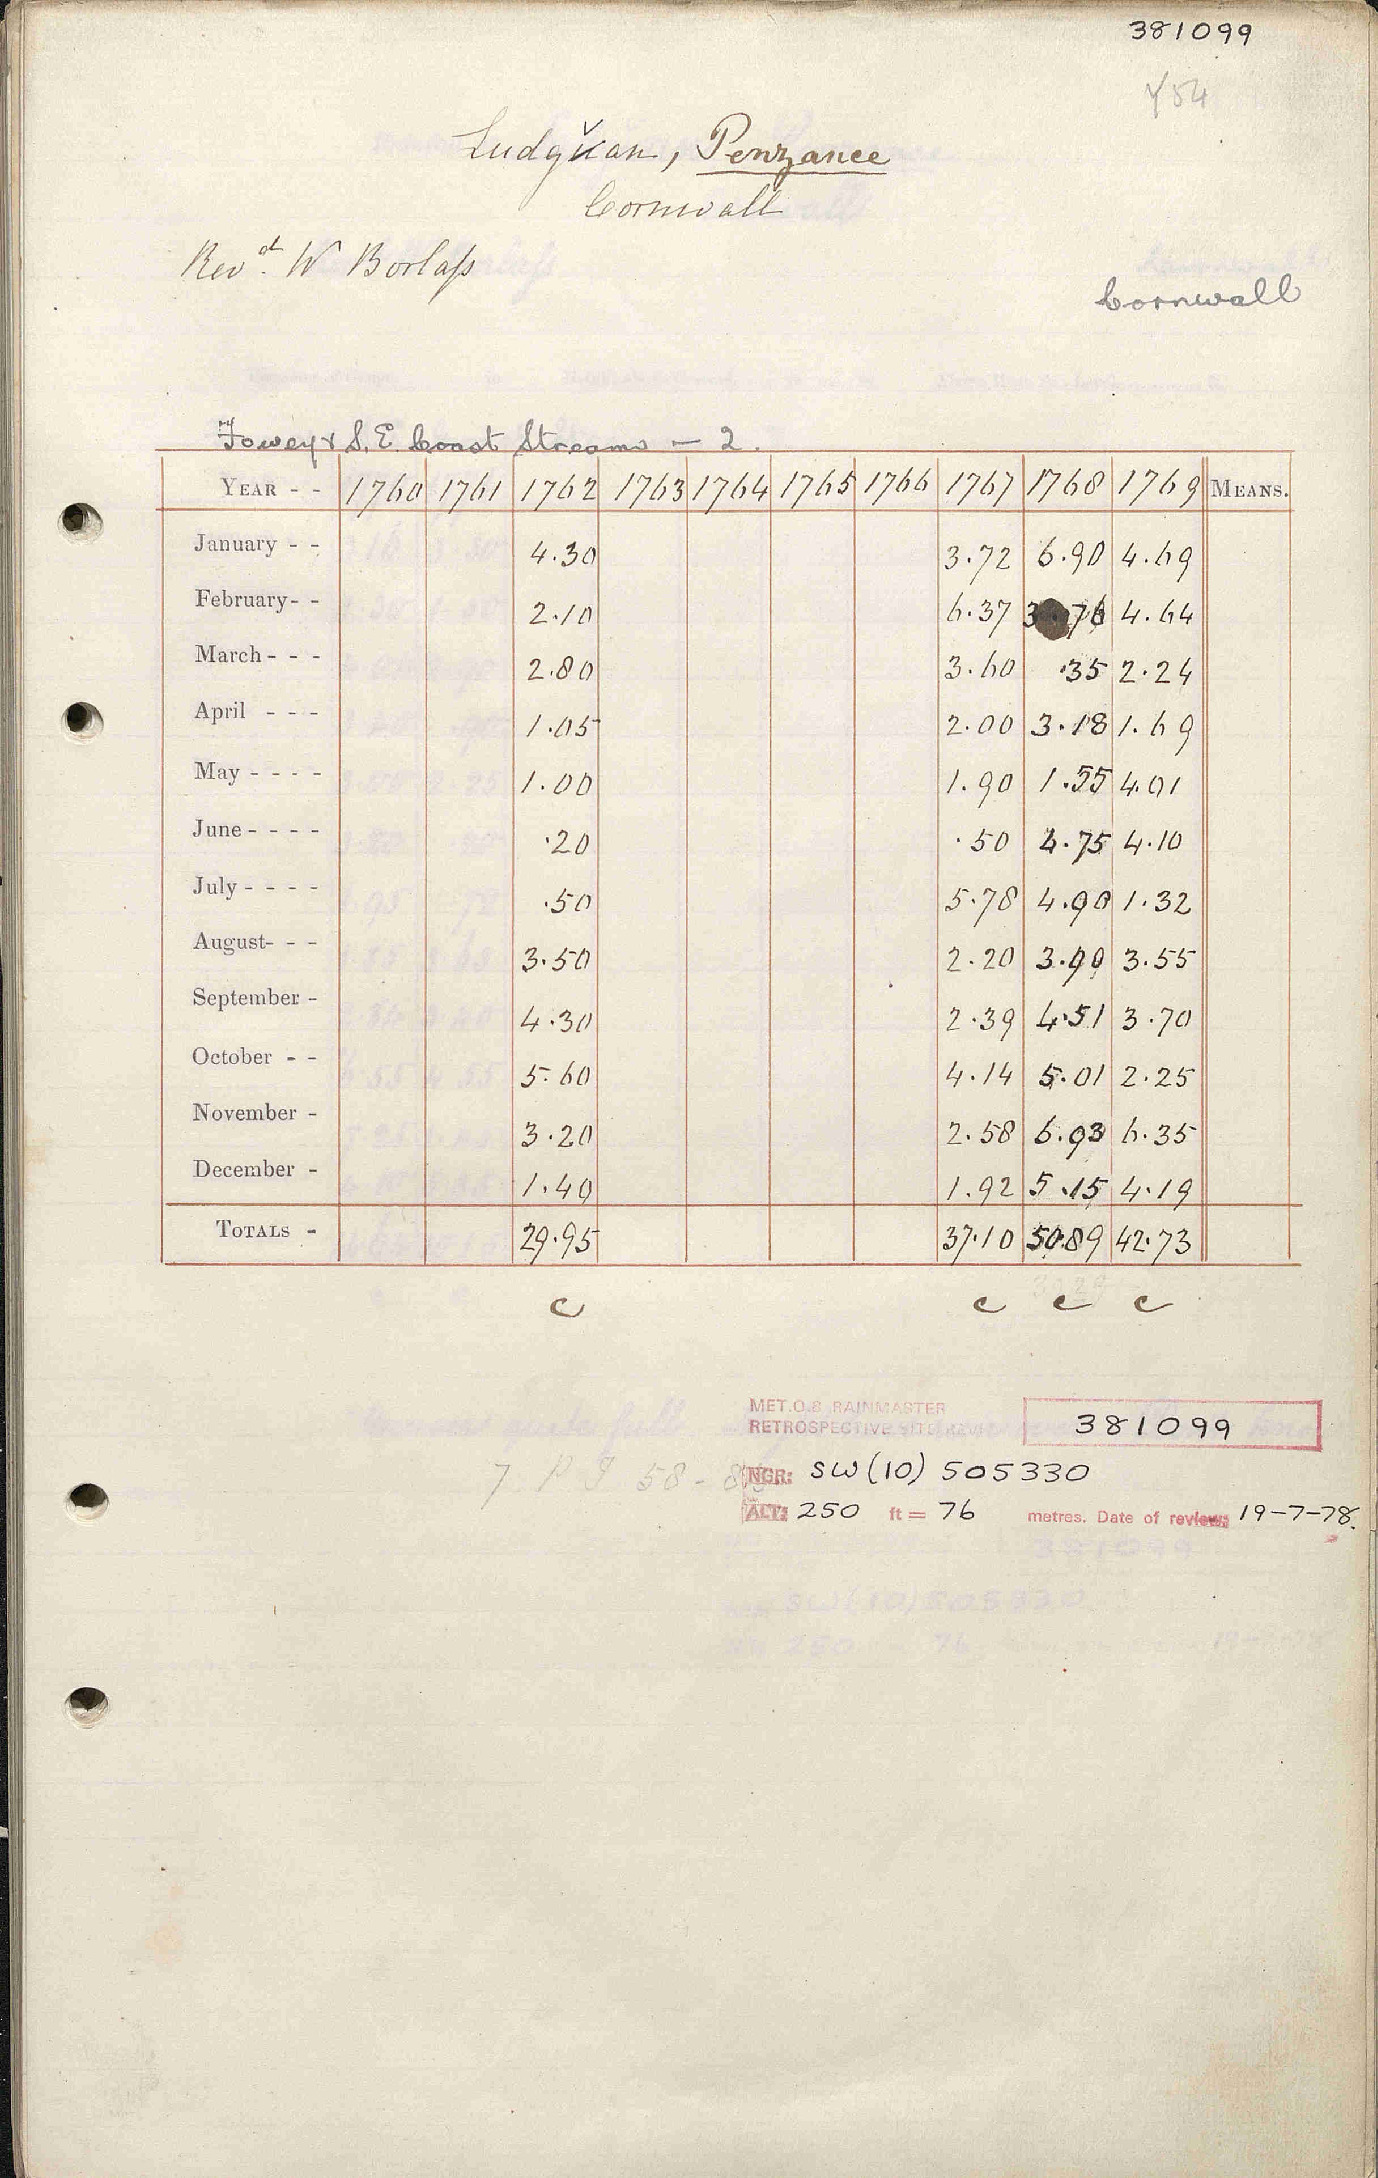 381099
Y54
Ludgvan, Penzance
Cornwall
Revd. W Borlaſs
Cornwall
Fowey & S.E. Coast Streams — 2.
YEAR - - 1760 1761 1762 1763 1764 1765 1766 1767 1768 1769 MEANS.
January - - 4.30 3.72 6.90 4.69
February - - 2.10 6.37 3.76 4.64
March - - - 2.80 3.60 .35 2.24
April - - - 1.05 2.00 3.18 1.69
May - - - - 1.00 1.90 1.55 4.01
June - - - - .20 .50 4.75 4.10
July - - - - .50 5.78 4.90 1.32
August - - - 3.50 2.20 3.90 3.55
September - 4.30 2.39 4.51 3.70
October - - 5.60 4.14 5.01 2.25
November - 3.20 2.58 6.93 6.35
December - 1.40 1.92 5.15 4.19
TOTALS - 29.95 37.10 50.89 42.73
c c c c
MET.O.8 RAINMASTER
RETROSPECTIVE SITE 381099
7 P J 58 -
NGR: SW (10) 505330
ALT: 250 ft = 76 metres. Date of review: 19-7-78.